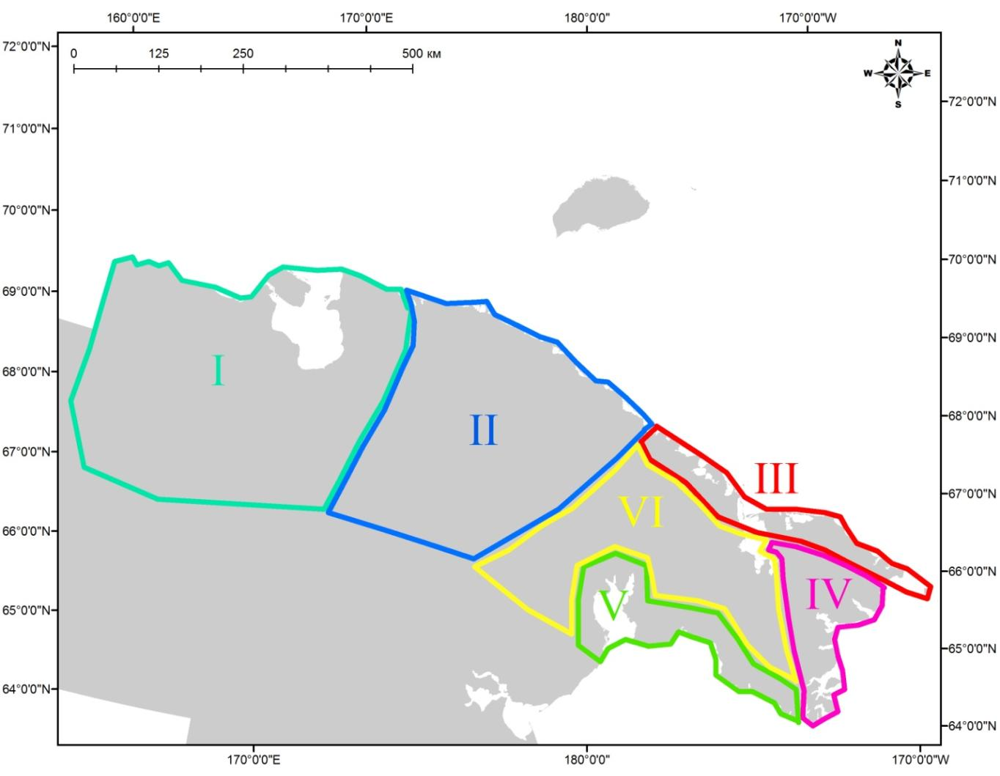 160°0'0"E 170°0'0"E 180°0'0" 170°0'0"W
72°0'0"N
0 125 250 500 км
N
W E
S
72°0'0"N
71°0'0"N
71°0'0"N
70°0'0"N
70°0'0"N
69°0'0"N
69°0'0"N
I
68°0'0"N
68°0'0"N
II
67°0'0"N
III
67°0'0"N
VI
66°0'0"N
66°0'0"N
IV
V
65°0'0"N
65°0'0"N
64°0'0"N
64°0'0"N
170°0'0"E 180°0'0" 170°0'0"W